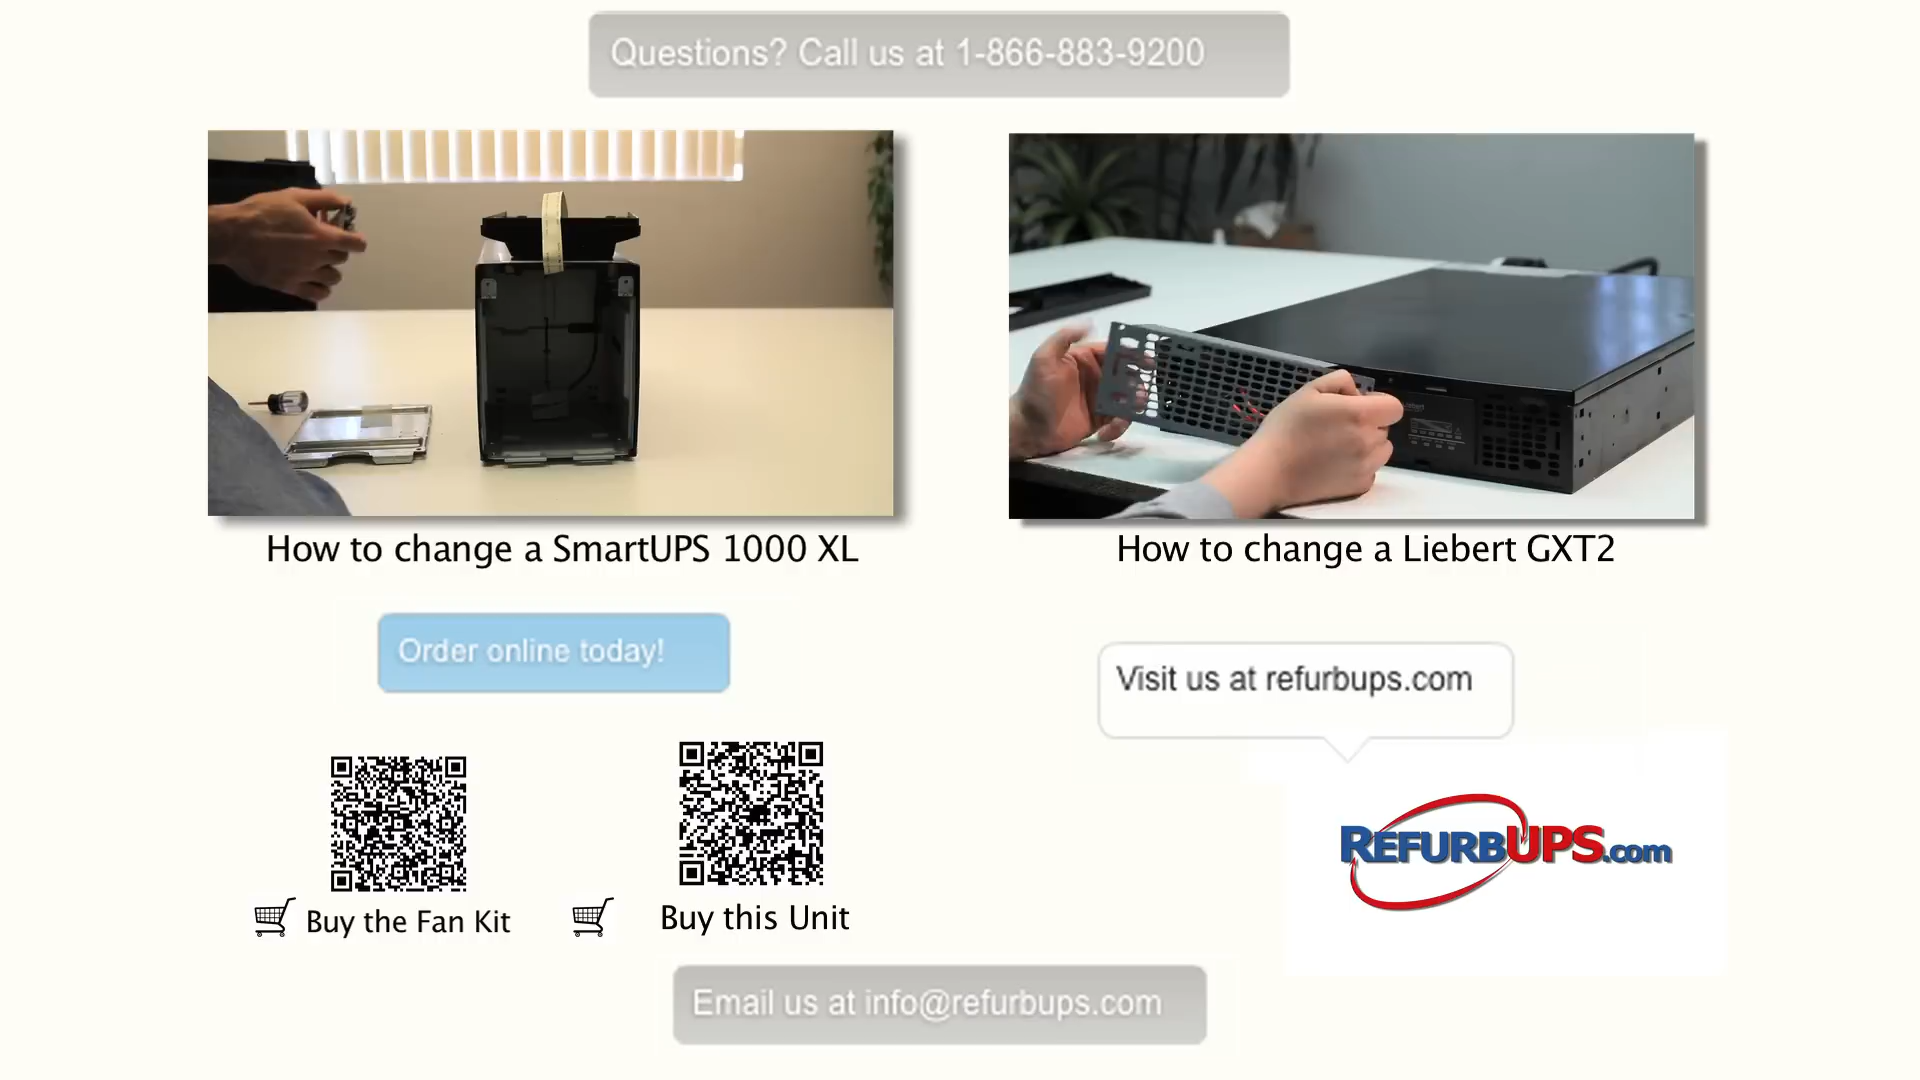 Questions? Call us at 1-866-883-9200
How to change a SmartUPS 1000 XL
How to change a Liebert GXT2
Order online today!
Visit us at refurbups.com
REFURBUPS.com
Buy the Fan Kit
Buy this Unit
Email us at info@refurbups.com